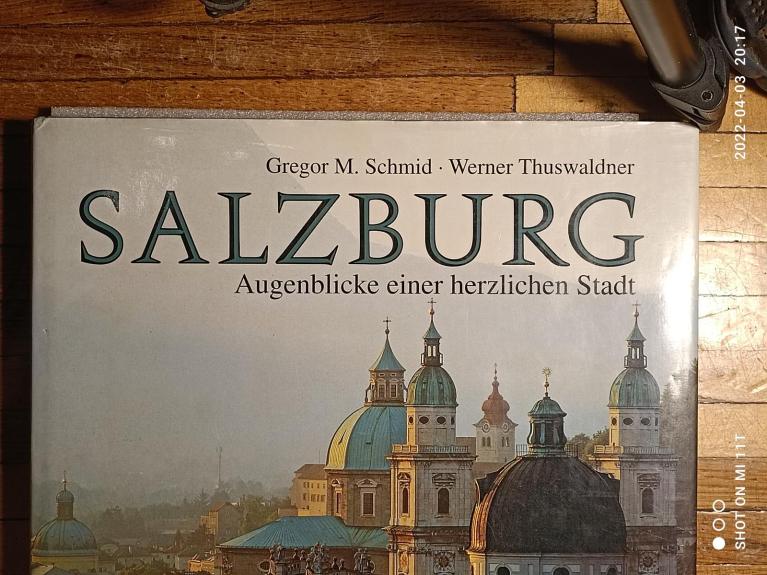 Gregor M. Schmid · Werner Thuswaldner
SALZBURG
Augenblicke einer herzlichen Stadt
2022-04-03 20:17
SHOT ON MI 11T